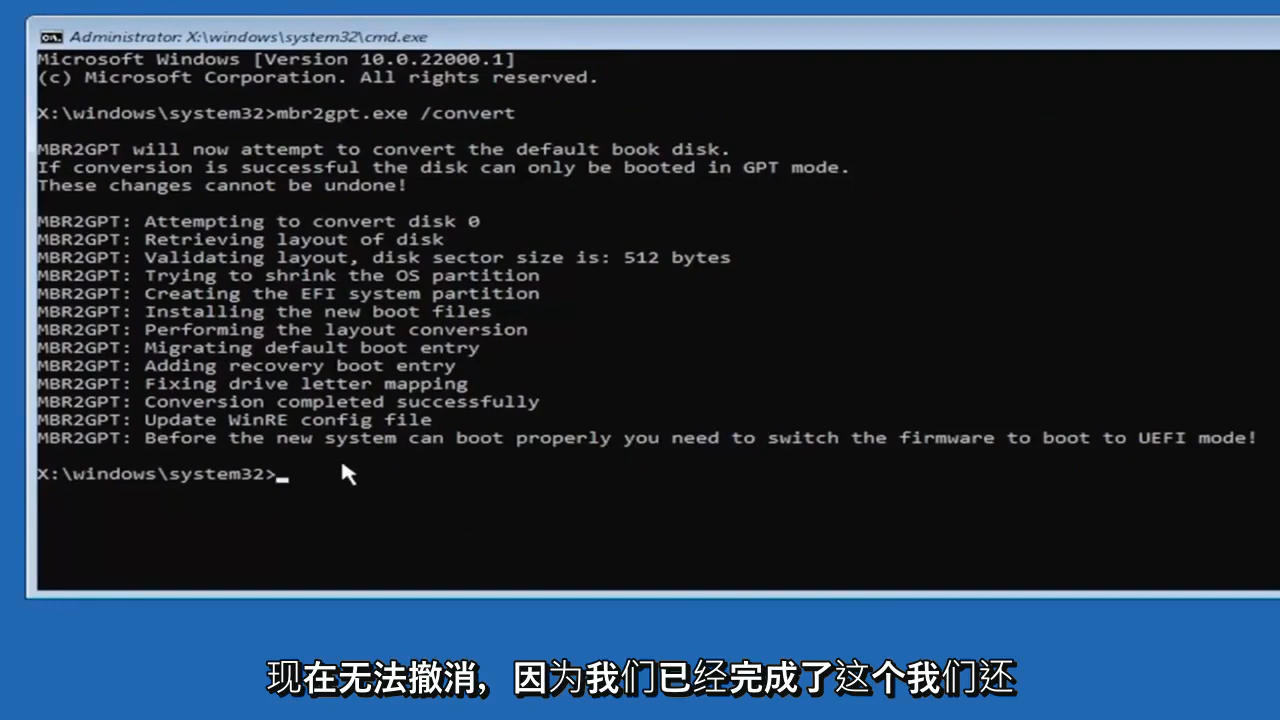 Administrator: X:\windows\system32\cmd.exe
Microsoft Windows [Version 10.0.22000.1]
(c) Microsoft Corporation. All rights reserved.
X:\windows\system32>mbr2gpt.exe /convert
MBR2GPT will now attempt to convert the default book disk.
If conversion is successful the disk can only be booted in GPT mode.
These changes cannot be undone!
MBR2GPT: Attempting to convert disk 0
MBR2GPT: Retrieving layout of disk
MBR2GPT: Validating layout, disk sector size is: 512 bytes
MBR2GPT: Trying to shrink the OS partition
MBR2GPT: Creating the EFI system partition
MBR2GPT: Installing the new boot files
MBR2GPT: Performing the layout conversion
MBR2GPT: Migrating default boot entry
MBR2GPT: Adding recovery boot entry
MBR2GPT: Fixing drive letter mapping
MBR2GPT: Conversion completed successfully
MBR2GPT: Update WinRE config file
MBR2GPT: Before the new system can boot properly you need to switch the firmware to boot to UEFI mode!
X:\windows\system32>_
现在无法撤消，因为我们已经完成了这个我们还